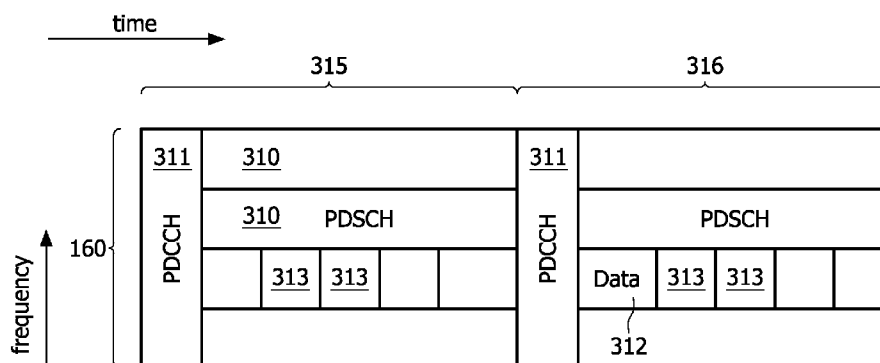 time
315 316
311 310 311
310 PDSCH PDSCH
160 PDCCH PDCCH
frequency
313 313 Data 313 313
312